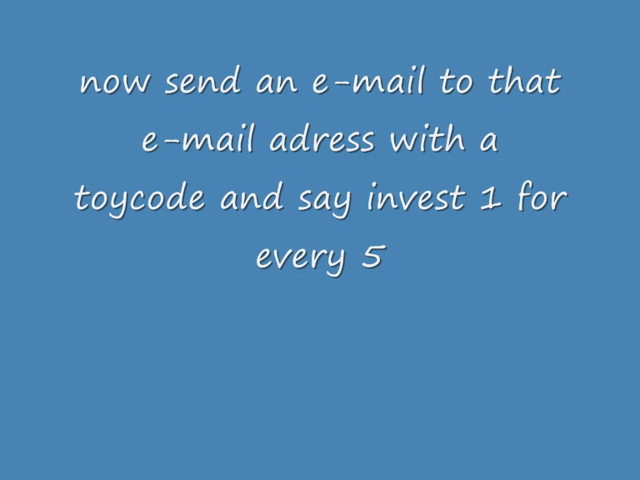 now send an e-mail to that
e-mail adress with a
toycode and say invest 1 for
every 5